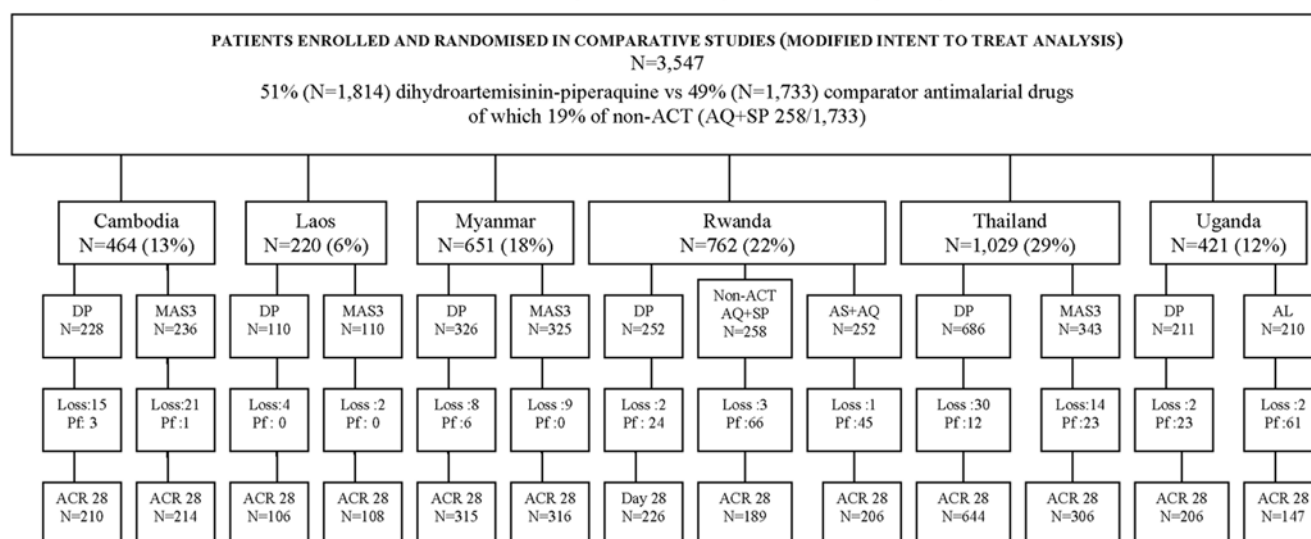 PATIENTS ENROLLED AND RANDOMISED IN COMPARATIVE STUDIES (MODIFIED INTENT TO TREAT ANALYSIS)
N=3,547
51% (N=1,814) dihydroartemisinin-piperaquine vs 49% (N=1,733) comparator antimalarial drugs
of which 19% of non-ACT (AQ+SP 258/1,733)
Cambodia
N=464 (13%)
Laos
N=220 (6%)
Myanmar
N=651 (18%)
Rwanda
N=762 (22%)
Thailand
N=1,029 (29%)
Uganda
N=421 (12%)
DP
N=228
MAS3
N=236
DP
N=110
MAS3
N=110
DP
N=326
MAS3
N=325
DP
N=252
Non-ACT
AQ+SP
N=258
AS+AQ
N=252
DP
N=686
MAS3
N=343
DP
N=211
AL
N=210
Loss:15
Pf: 3
Loss:21
Pf :1
Loss:4
Pf : 0
Loss :2
Pf : 0
Loss :8
Pf :6
Loss :9
Pf :0
Loss :2
Pf : 24
Loss :3
Pf :66
Loss :1
Pf :45
Loss :30
Pf :12
Loss:14
Pf :23
Loss :2
Pf :23
Loss :2
Pf :61
ACR 28
N=210
ACR 28
N=214
ACR 28
N=106
ACR 28
N=108
ACR 28
N=315
ACR 28
N=316
Day 28
N=226
ACR 28
N=189
ACR 28
N=206
ACR 28
N=644
ACR 28
N=306
ACR 28
N=206
ACR 28
N=147